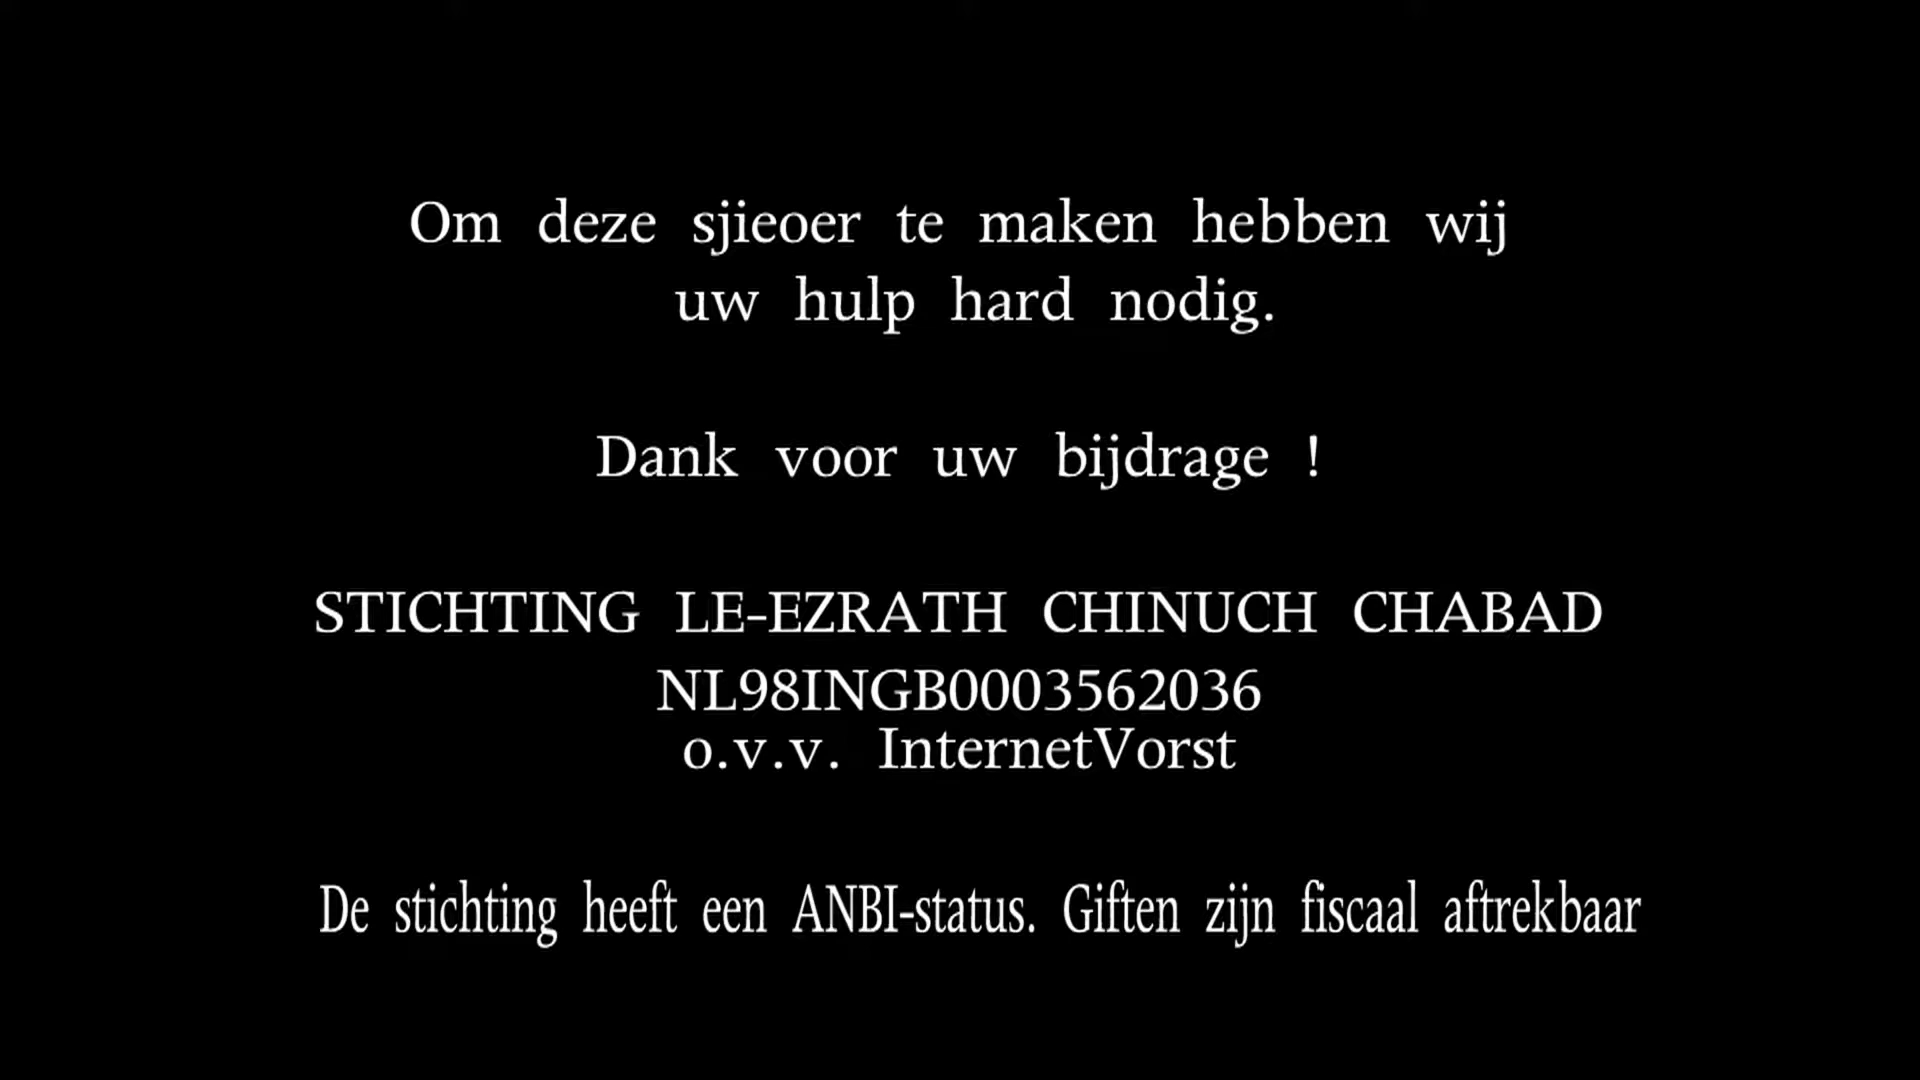 Om deze sjieoer te maken hebben wij
uw hulp hard nodig.
Dank voor uw bijdrage !
STICHTING LE-EZRATH CHINUCH CHABAD
NL98INGB0003562036
o.v.v. InternetVorst
De stichting heeft een ANBI-status. Giften zijn fiscaal aftrekbaar